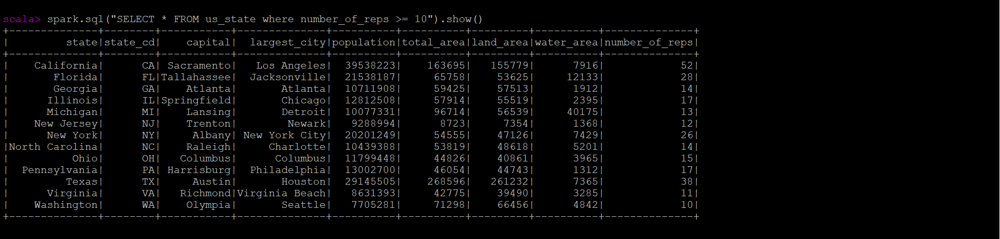 scala> spark.sql("SELECT * FROM us_state where number_of_reps >= 10").show()
+--------------+--------+-----------+--------------+----------+----------+---------+----------+--------------+
|         state|state_cd|    capital|  largest_city|population|total_area|land_area|water_area|number_of_reps|
+--------------+--------+-----------+--------------+----------+----------+---------+----------+--------------+
|    California|      CA| Sacramento|   Los Angeles|  39538223|    163695|   155779|      7916|            52|
|       Florida|      FL|Tallahassee|  Jacksonville|  21538187|     65758|    53625|     12133|            28|
|       Georgia|      GA|    Atlanta|       Atlanta|  10711908|     59425|    57513|      1912|            14|
|      Illinois|      IL|Springfield|       Chicago|  12812508|     57914|    55519|      2395|            17|
|      Michigan|      MI|    Lansing|       Detroit|  10077331|     96714|    56539|     40175|            13|
|    New Jersey|      NJ|    Trenton|        Newark|   9288994|      8723|     7354|      1368|            12|
|      New York|      NY|     Albany| New York City|  20201249|     54555|    47126|      7429|            26|
|North Carolina|      NC|    Raleigh|     Charlotte|  10439388|     53819|    48618|      5201|            14|
|          Ohio|      OH|   Columbus|      Columbus|  11799448|     44826|    40861|      3965|            15|
|  Pennsylvania|      PA| Harrisburg|  Philadelphia|  13002700|     46054|    44743|      1312|            17|
|         Texas|      TX|     Austin|       Houston|  29145505|    268596|   261232|      7365|            38|
|      Virginia|      VA|   Richmond|Virginia Beach|   8631393|     42775|    39490|      3285|            11|
|    Washington|      WA|    Olympia|       Seattle|   7705281|     71298|    66456|      4842|            10|
+--------------+--------+-----------+--------------+----------+----------+---------+----------+--------------+